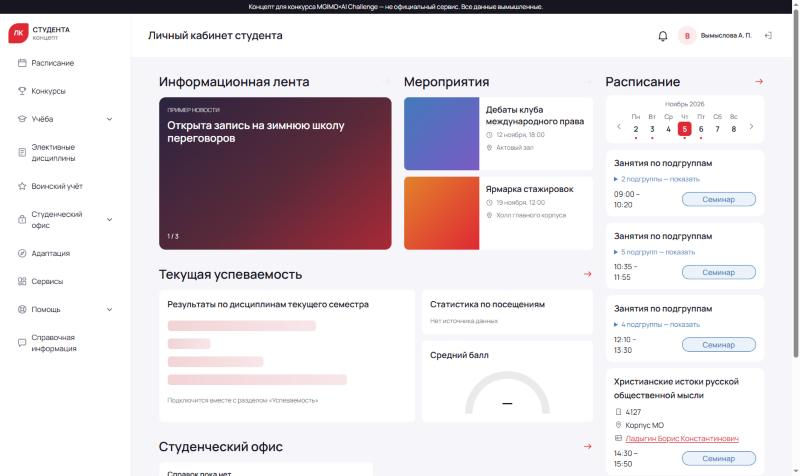 Концепт для конкурса MGIMO×AI Challenge — не официальный сервис. Все данные вымышленные.
ЛК
СТУДЕНТА
концепт
Расписание
Конкурсы
Учёба
Элективные
дисциплины
Воинский учёт
Студенческий
офис
Адаптация
Сервисы
Помощь
Справочная
информация
Личный кабинет студента
В
Вымыслова А. П.
Информационная лента
ПРИМЕР НОВОСТИ
Открыта запись на зимнюю школу
переговоров
1 / 3
Мероприятия
Дебаты клуба
международного права
12 ноября, 18:00
Актовый зал
Ярмарка стажировок
19 ноября, 12:00
Холл главного корпуса
Текущая успеваемость
Результаты по дисциплинам текущего семестра
Подключится вместе с разделом «Успеваемость»
Статистика по посещениям
Нет источника данных
Средний балл
—
Студенческий офис
Справок пока нет
Расписание
Ноябрь 2026
Пн Вт Ср Чт Пт Сб Вс
2 3 4 5 6 7 8
Занятия по подгруппам
2 подгруппы — показать
09:00 –
10:20
Семинар
Занятия по подгруппам
5 подгрупп — показать
10:35 –
11:55
Семинар
Занятия по подгруппам
4 подгруппы — показать
12:10 –
13:30
Семинар
Христианские истоки русской
общественной мысли
4127
Корпус МО
Ладыгин Борис Константинович
14:30 –
15:50
Семинар